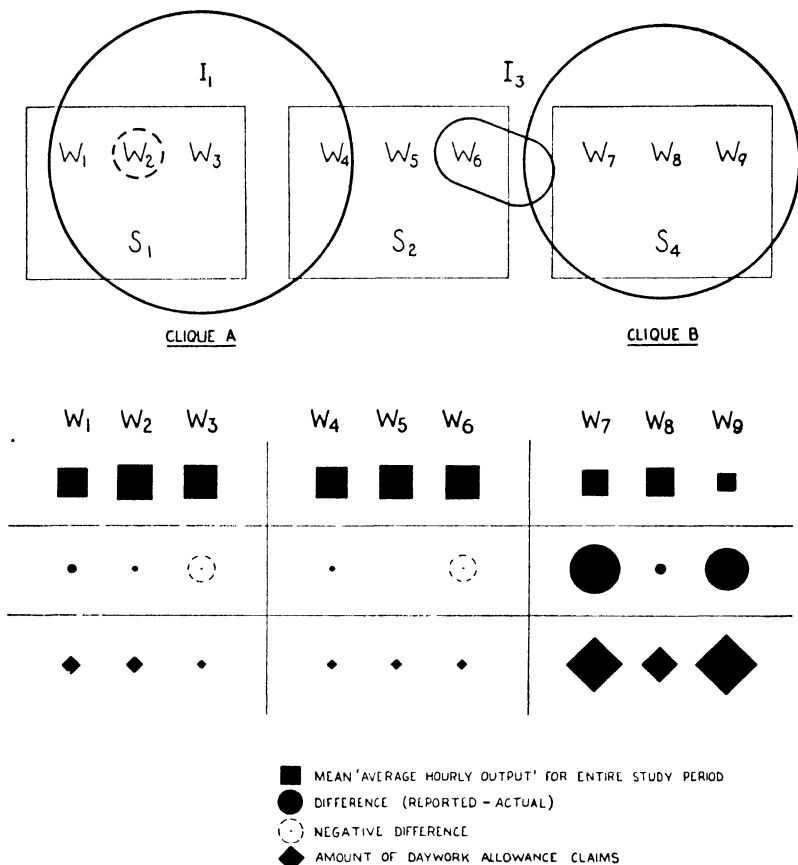 I₁ I₃
W₁ W₂ W₃ W₄ W₅ W₆ W₇ W₈ W₉
S₁ S₂ S₄
CLIQUE A CLIQUE B
W₁ W₂ W₃ W₄ W₅ W₆ W₇ W₈ W₉
MEAN 'AVERAGE HOURLY OUTPUT' FOR ENTIRE STUDY PERIOD
DIFFERENCE (REPORTED - ACTUAL)
NEGATIVE DIFFERENCE
AMOUNT OF DAYWORK ALLOWANCE CLAIMS